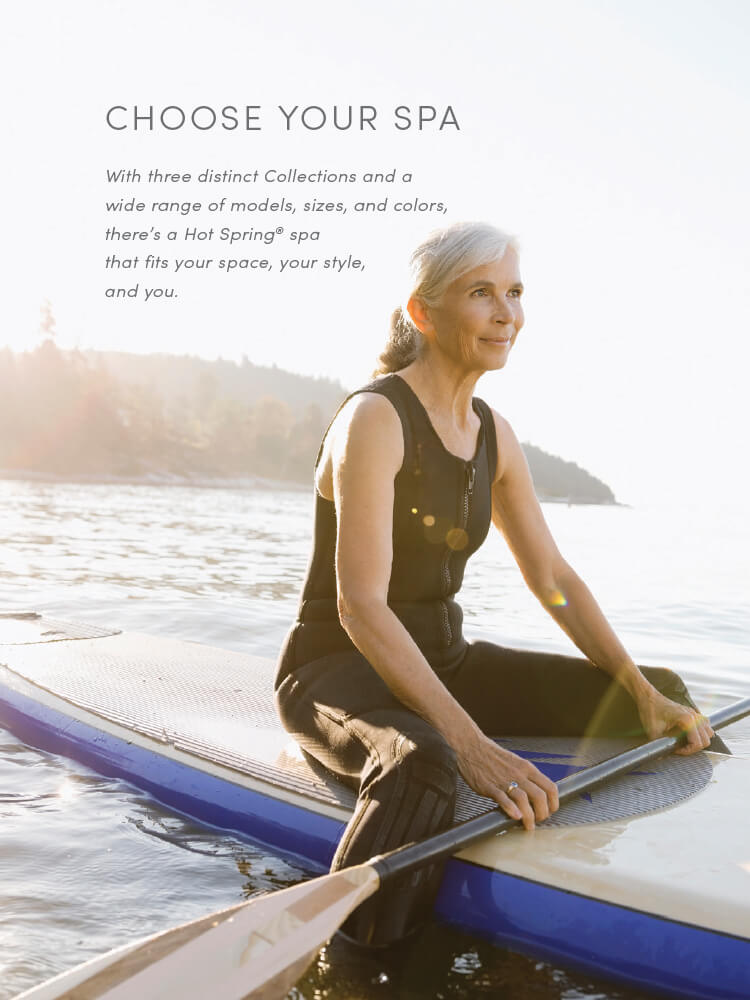 CHOOSE YOUR SPA
With three distinct Collections and a
wide range of models, sizes, and colors,
there’s a Hot Spring® spa
that fits your space, your style,
and you.